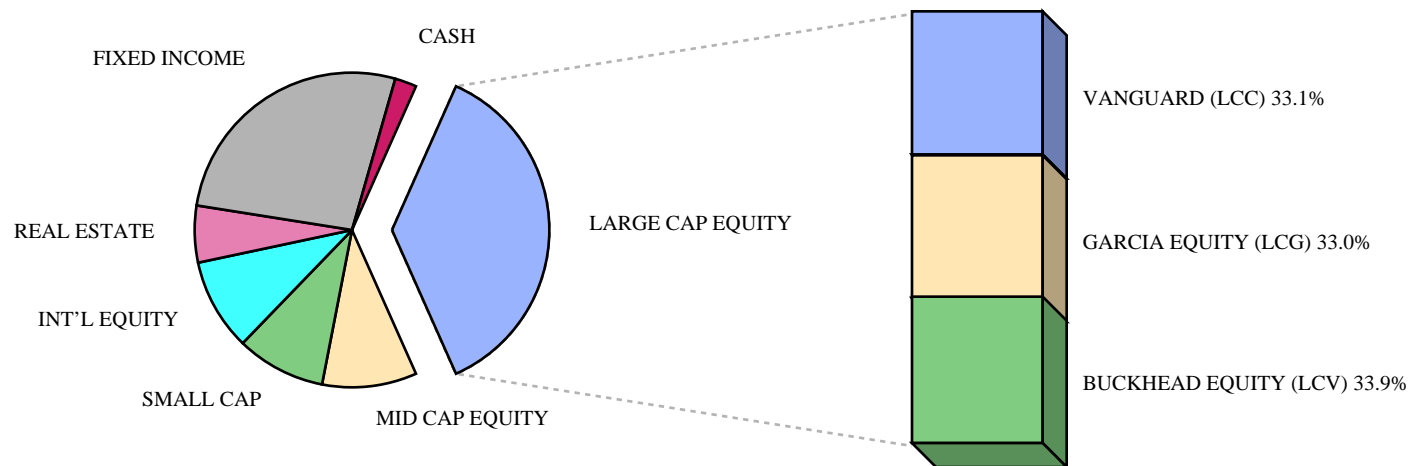 CASH
FIXED INCOME
VANGUARD (LCC) 33.1%
LARGE CAP EQUITY
REAL ESTATE
GARCIA EQUITY (LCG) 33.0%
INT'L EQUITY
BUCKHEAD EQUITY (LCV) 33.9%
SMALL CAP
MID CAP EQUITY